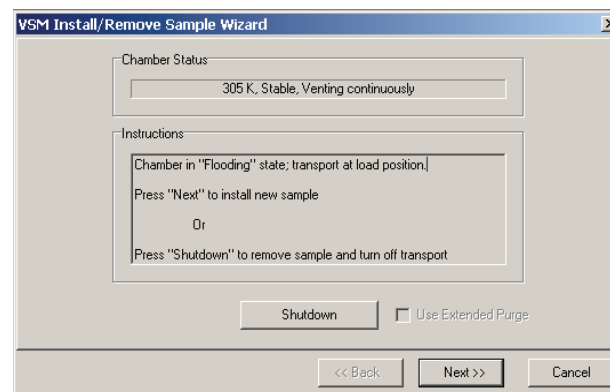 VSM Install/Remove Sample Wizard
Chamber Status
305 K, Stable, Venting continuously
Instructions
Chamber in "Flooding" state; transport at load position.
Press "Next" to install new sample
Or
Press "Shutdown" to remove sample and turn off transport
Shutdown
Use Extended Purge
<< Back
Next >>
Cancel